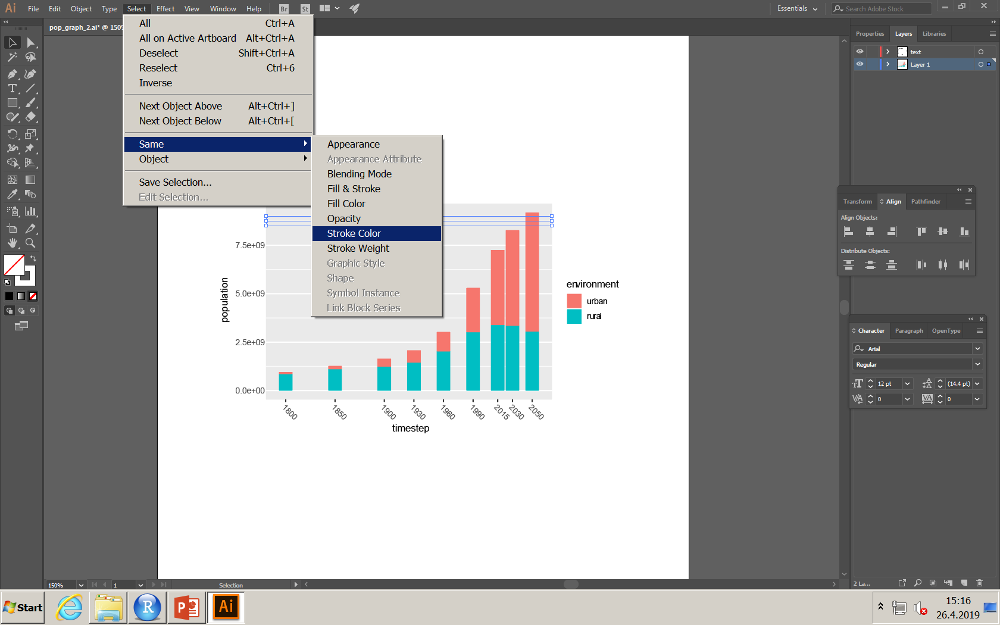 Ai File Edit Object Type Select Effect View Window Help Br St Essentials Search Adobe Stock
pop_graph_2.ai* @ 150%
All Ctrl+A
All on Active Artboard Alt+Ctrl+A
Deselect Shift+Ctrl+A
Reselect Ctrl+6
Inverse
Next Object Above Alt+Ctrl+]
Next Object Below Alt+Ctrl+[
Same
Object
Save Selection...
Edit Selection...
Appearance
Appearance Attribute
Blending Mode
Fill & Stroke
Fill Color
Opacity
Stroke Color
Stroke Weight
Graphic Style
Shape
Symbol Instance
Link Block Series
7.5e+09
5.0e+09
2.5e+09
0.0e+00
population
1800 1850 1900 1930 1960 1990 2015 2030 2050
timestep
environment
urban
rural
Properties Layers Libraries
text
Layer 1
Transform Align Pathfinder
Align Objects:
Distribute Objects:
Character Paragraph OpenType
Arial
Regular
12 pt (14.4 pt)
0 0
2 La...
150% 1 Selection
Start Ai 15:16
26.4.2019